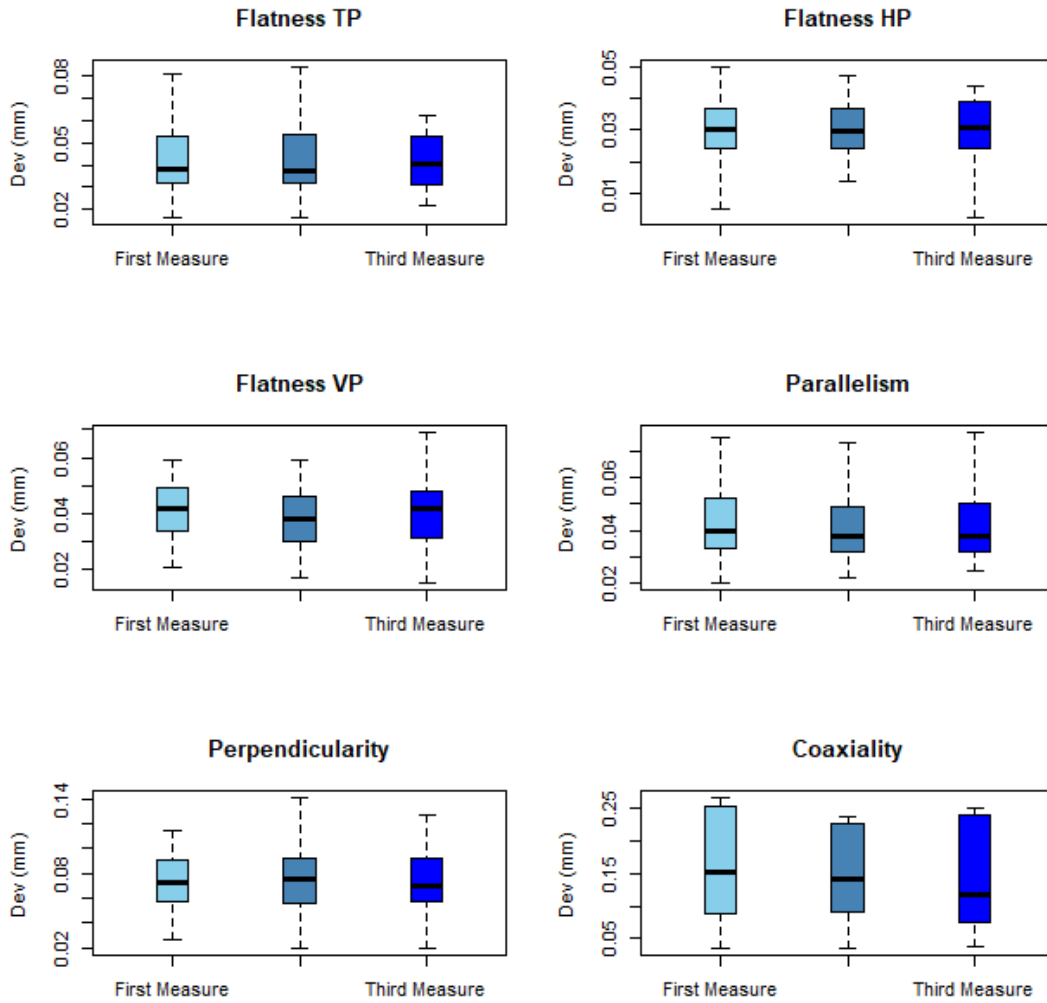 Flatness TP
Dev (mm)
0.08
0.05
0.02
First Measure Third Measure
Flatness HP
Dev (mm)
0.05
0.03
0.01
First Measure Third Measure
Flatness VP
Dev (mm)
0.06
0.04
0.02
First Measure Third Measure
Parallelism
Dev (mm)
0.06
0.04
0.02
First Measure Third Measure
Perpendicularity
Dev (mm)
0.14
0.08
0.02
First Measure Third Measure
Coaxiality
Dev (mm)
0.25
0.15
0.05
First Measure Third Measure